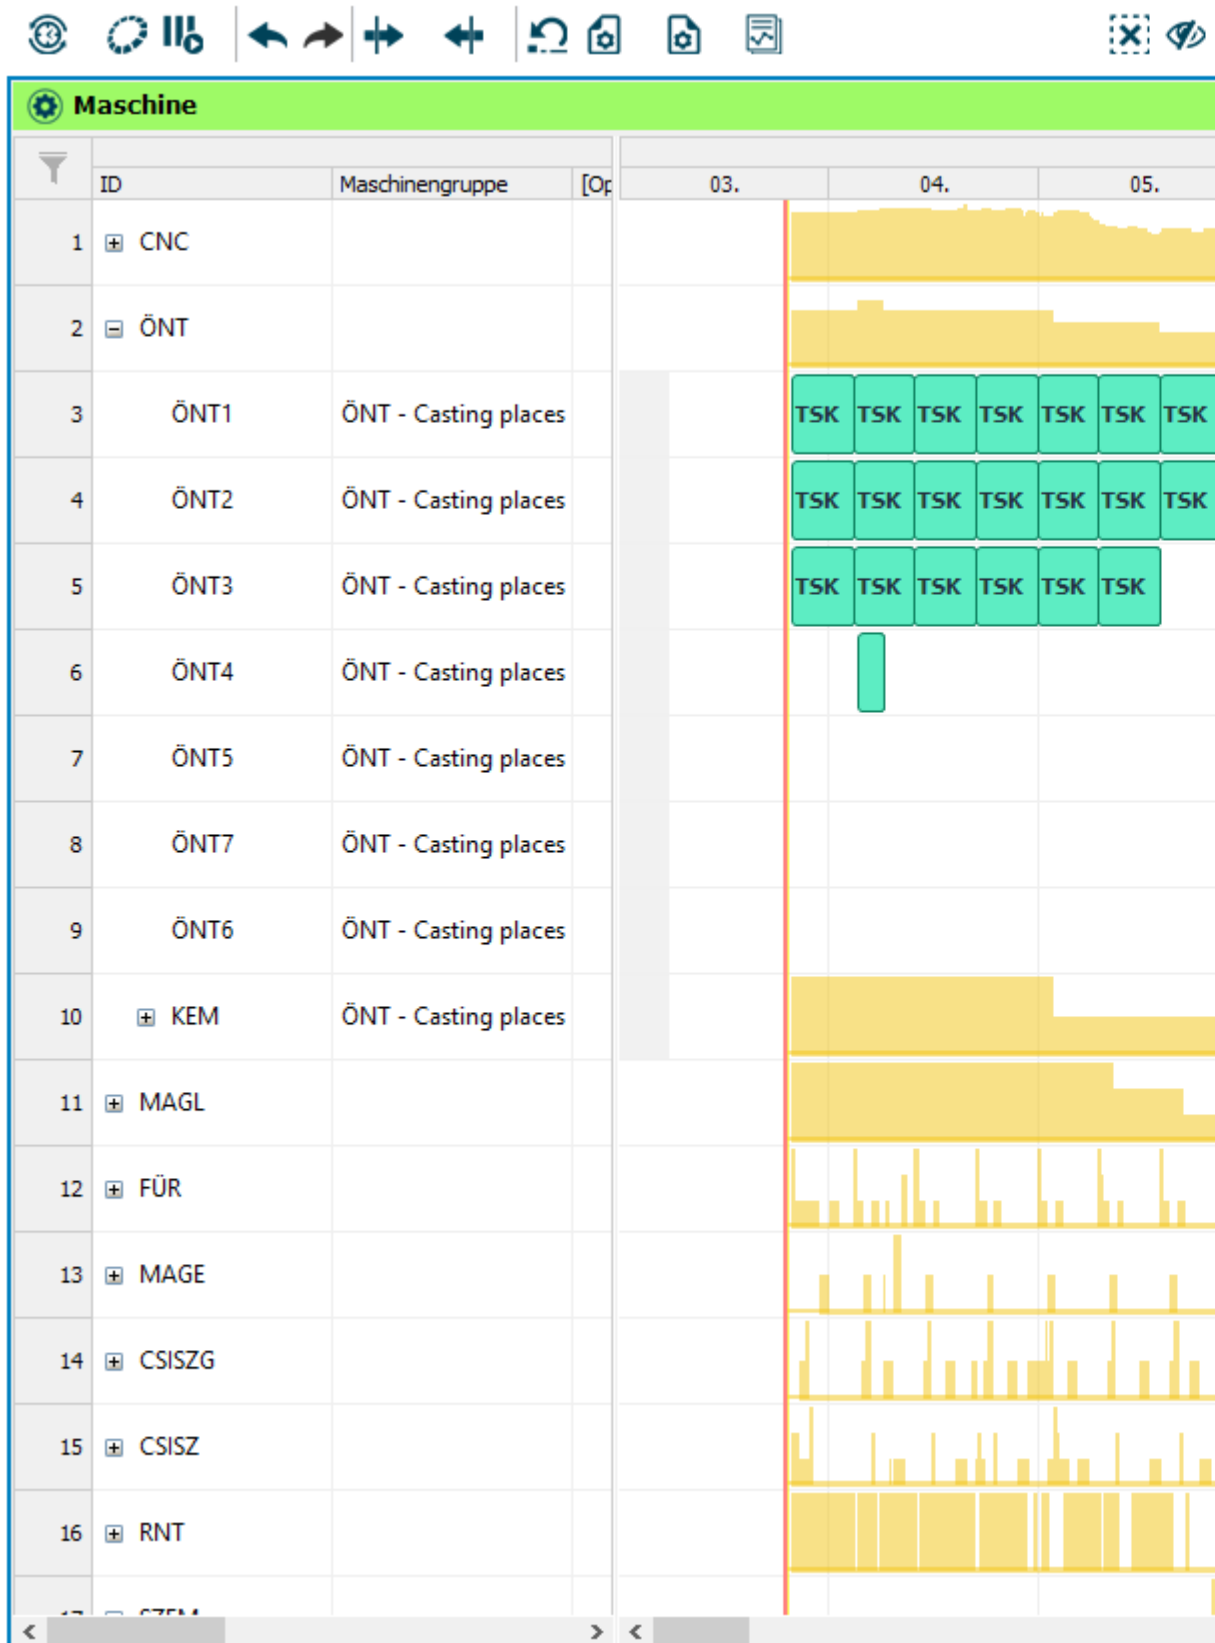 Maschine
ID Maschinengruppe [Op 03. 04. 05.
1 CNC
2 ÖNT
3 ÖNT1 ÖNT - Casting places TSK TSK TSK TSK TSK TSK TSK
4 ÖNT2 ÖNT - Casting places TSK TSK TSK TSK TSK TSK TSK
5 ÖNT3 ÖNT - Casting places TSK TSK TSK TSK TSK TSK
6 ÖNT4 ÖNT - Casting places
7 ÖNT5 ÖNT - Casting places
8 ÖNT7 ÖNT - Casting places
9 ÖNT6 ÖNT - Casting places
10 KEM ÖNT - Casting places
11 MAGL
12 FÜR
13 MAGE
14 CSISZG
15 CSISZ
16 RNT